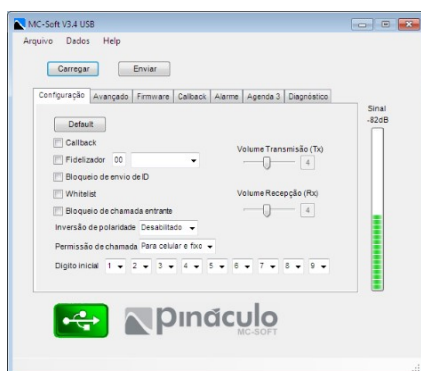 MC-Soft V3.4 USB
Arquivo Dados Help
Carregar Enviar
Configuração Avançado Firmware Callback Alarme Agenda 3 Diagnóstico
Sinal
-82dB
Default
Callback
Fidelizador 00
Bloqueio de envio de ID
Whitelist
Bloqueio de chamada entrante
Inversão de polaridade Desabilitado
Permissão de chamada Para celular e fixo
Digito inicial 1 2 3 4 5 6 7 8 9
Volume Transmissão (Tx)
4
Volume Recepção (Rx)
4
pináculo
MC-SOFT